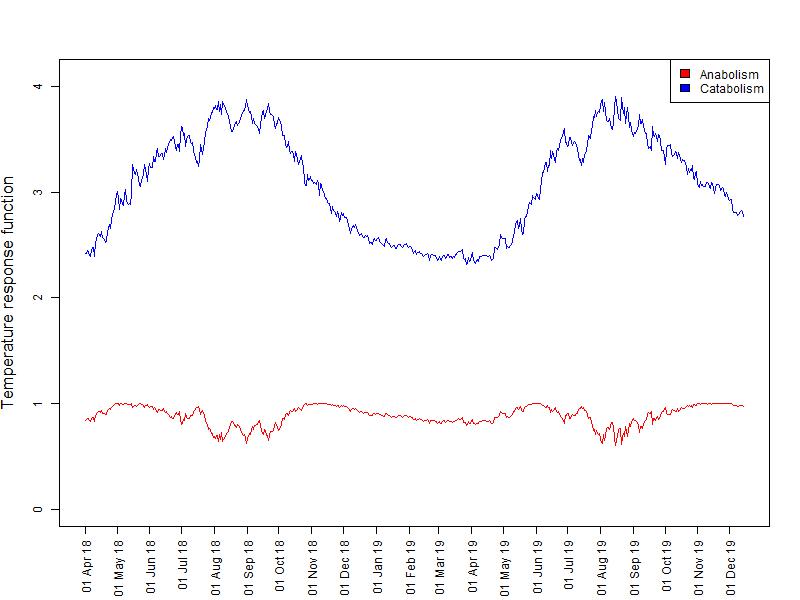 Anabolism
Catabolism
Temperature response function
4
3
2
1
0
01 Apr 18
01 May 18
01 Jun 18
01 Jul 18
01 Aug 18
01 Sep 18
01 Oct 18
01 Nov 18
01 Dec 18
01 Jan 19
01 Feb 19
01 Mar 19
01 Apr 19
01 May 19
01 Jun 19
01 Jul 19
01 Aug 19
01 Sep 19
01 Oct 19
01 Nov 19
01 Dec 19